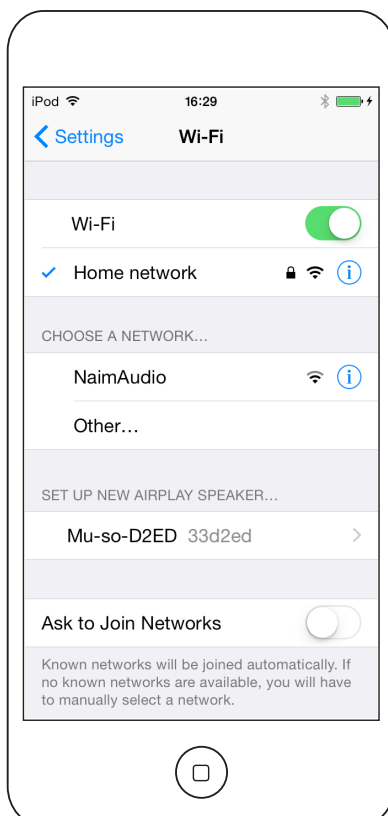 iPod 16:29
Settings Wi-Fi
Wi-Fi
Home network
CHOOSE A NETWORK...
NaimAudio
Other...
SET UP NEW AIRPLAY SPEAKER...
Mu-so-D2ED 33d2ed
Ask to Join Networks
Known networks will be joined automatically. If
no known networks are available, you will have
to manually select a network.